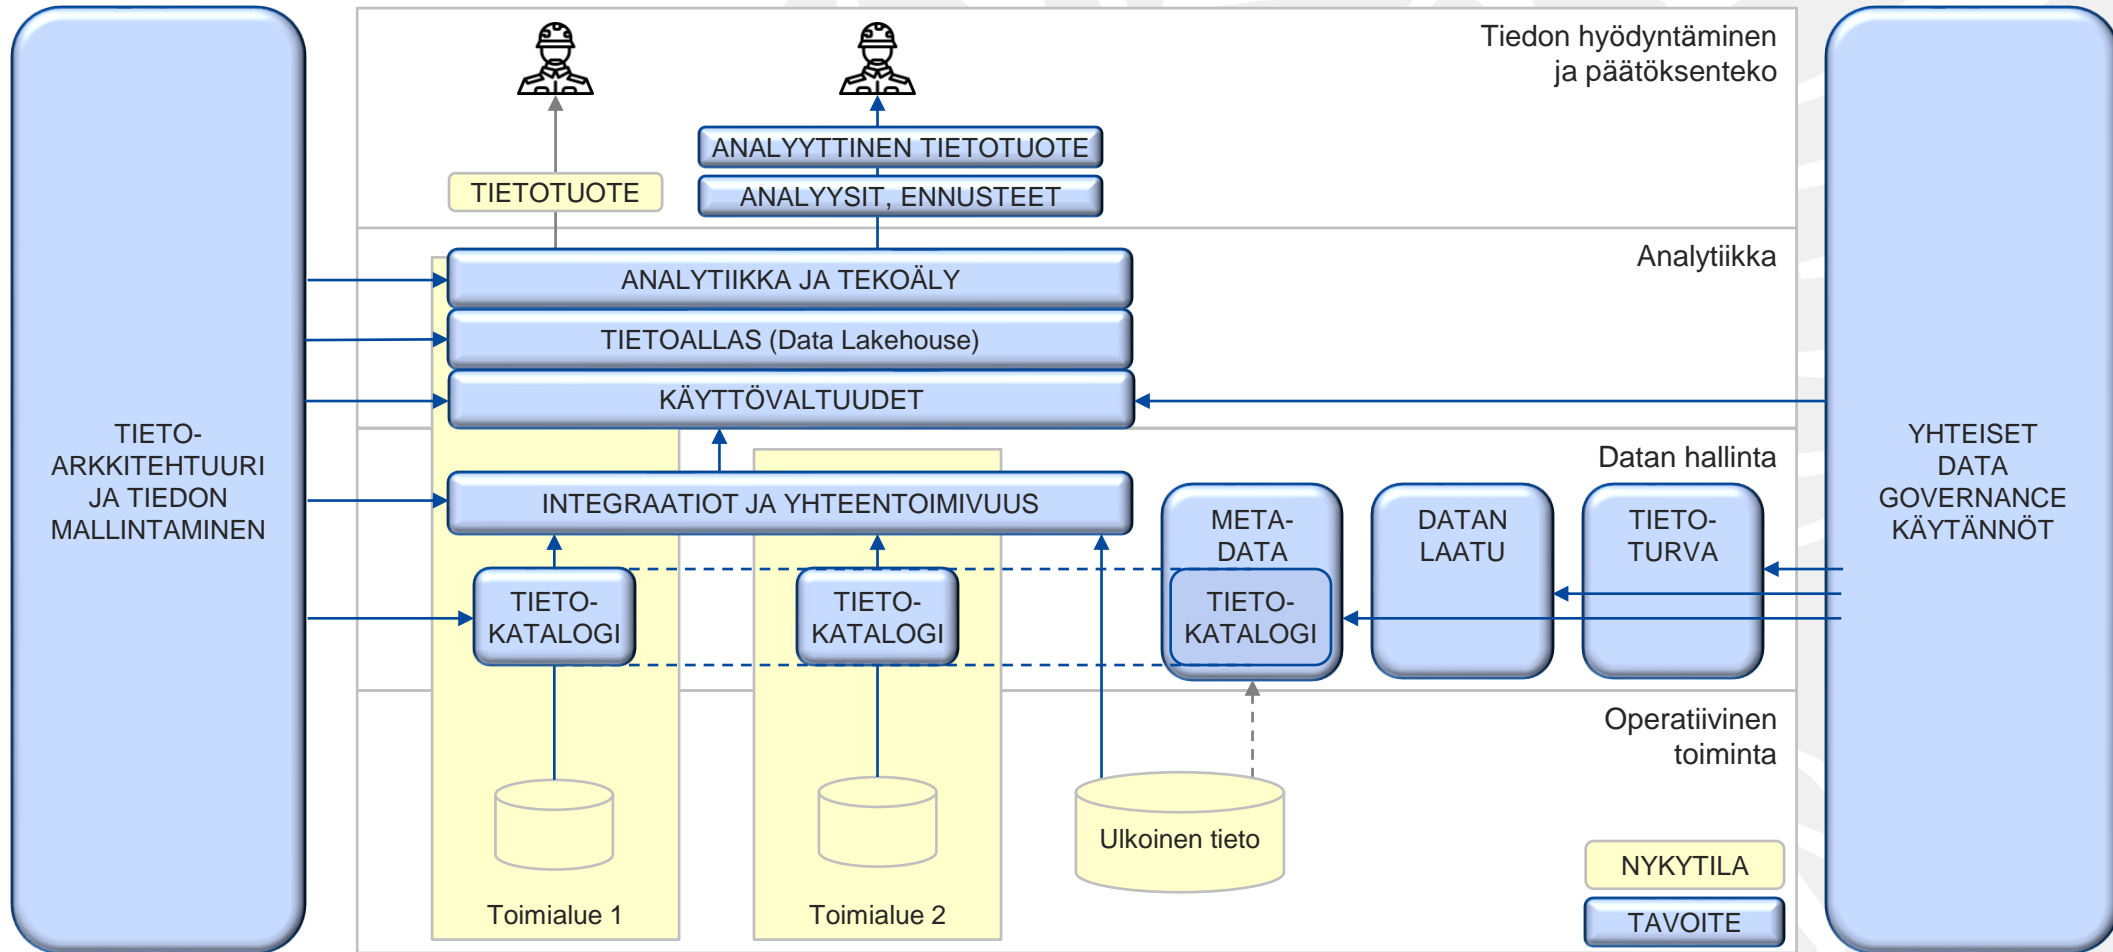 Tiedon hyödyntäminen
ja päätöksenteko
ANALYYTTINEN TIETOTUOTE
TIETOTUOTE
ANALYYSIT, ENNUSTEET
Analytiikka
ANALYTIIKKA JA TEKOÄLY
TIETOALLAS (Data Lakehouse)
KÄYTTÖVALTUUDET
TIETO-
ARKKITEHTUURI
JA TIEDON
MALLINTAMINEN
YHTEISET
DATA
GOVERNANCE
KÄYTÄNNÖT
Datan hallinta
INTEGRAATIOT JA YHTEENTOIMIVUUS
META-
DATA
DATAN
LAATU
TIETO-
TURVA
TIETO-
KATALOGI
TIETO-
KATALOGI
TIETO-
KATALOGI
Operatiivinen
toiminta
Ulkoinen tieto
Toimialue 1
Toimialue 2
NYKYTILA
TAVOITE